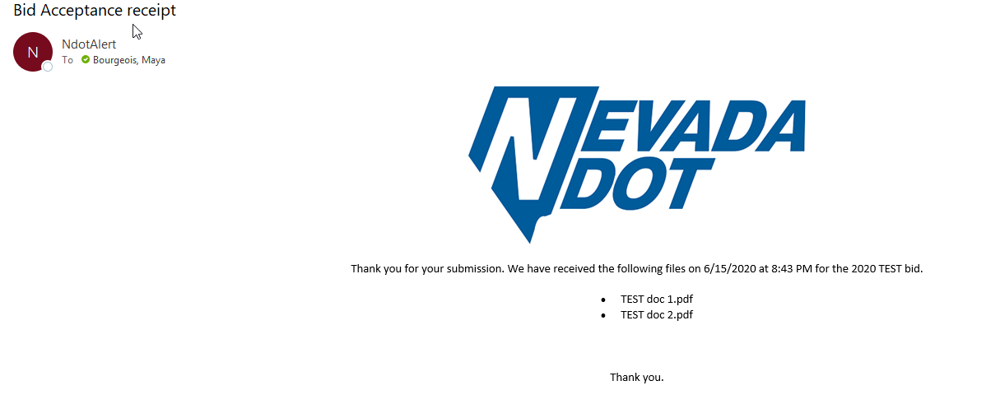 Bid Acceptance receipt
N
NdotAlert
To Bourgeois, Maya
NEVADA
DOT
Thank you for your submission. We have received the following files on 6/15/2020 at 8:43 PM for the 2020 TEST bid.
• TEST doc 1.pdf
• TEST doc 2.pdf
Thank you.